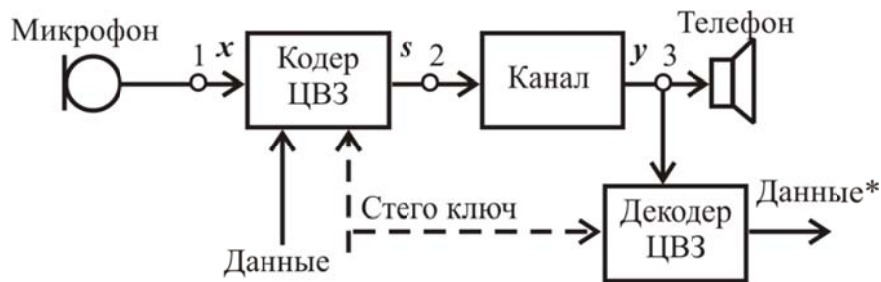 Телефон
Микрофон
1 x
Кодер
ЦВЗ
s 2
Канал
y 3
Стего ключ
Данные
Декодер
ЦВЗ
Данные*